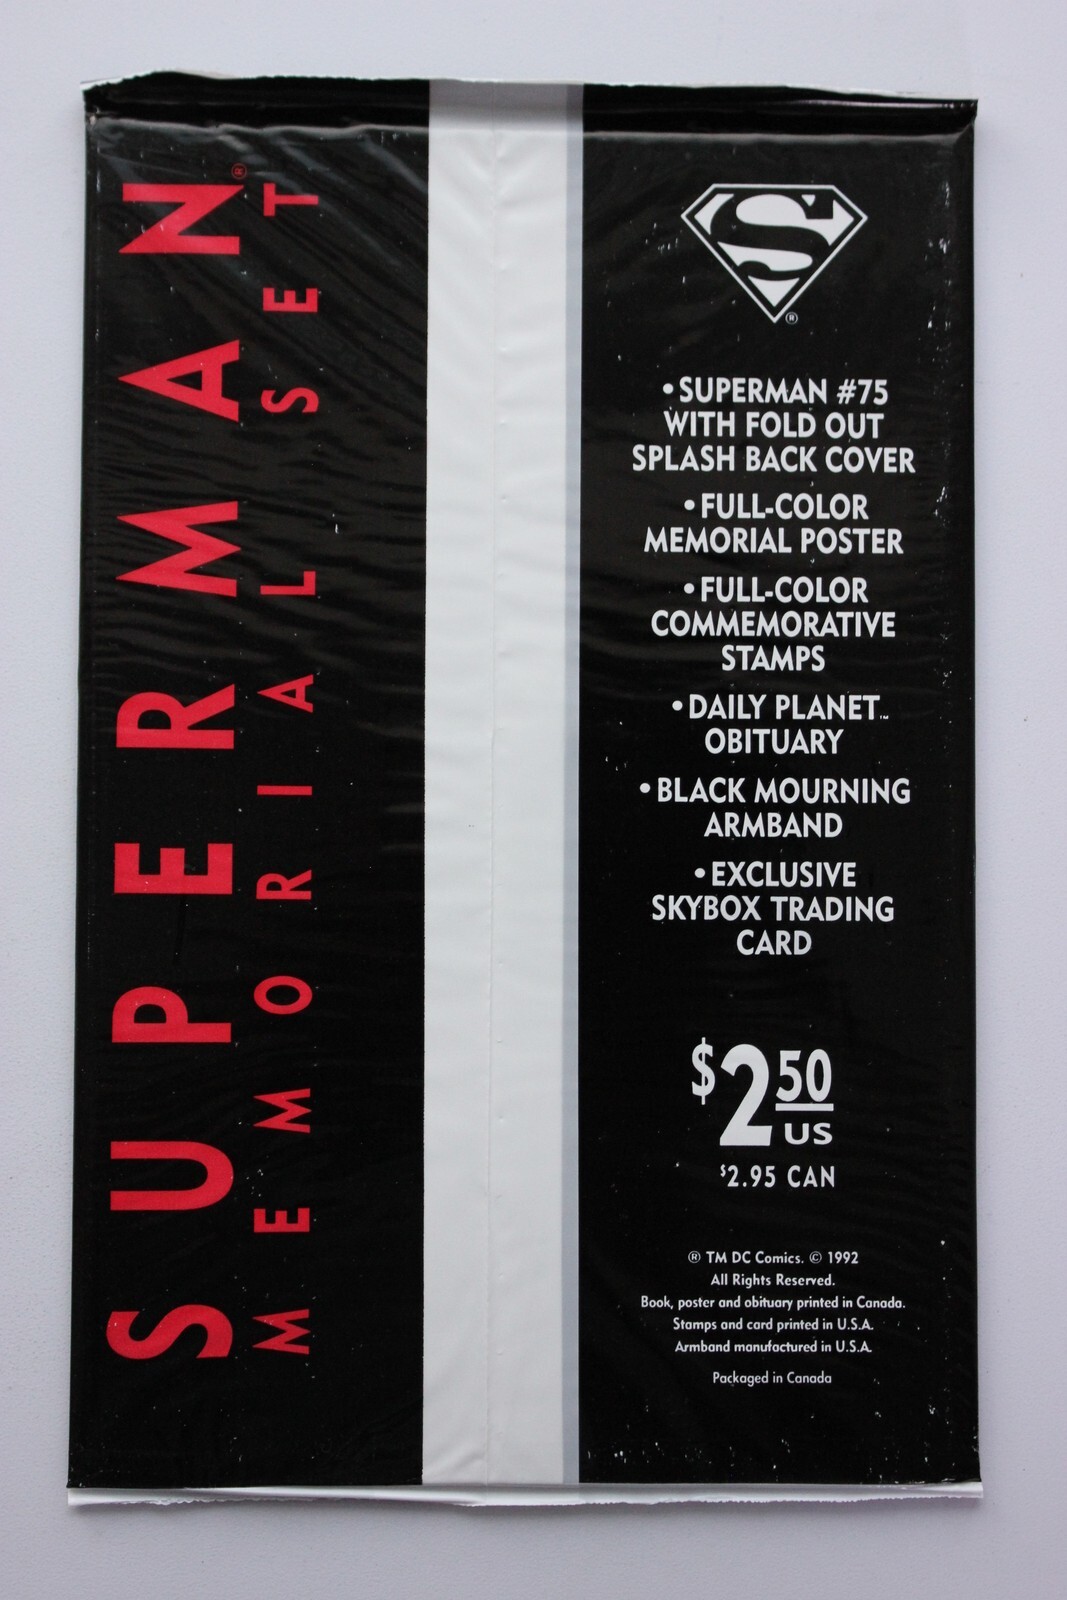 SUPERMAN®
MEMORIAL SET
S
®
•SUPERMAN #75
WITH FOLD OUT
SPLASH BACK COVER
•FULL-COLOR
MEMORIAL POSTER
•FULL-COLOR
COMMEMORATIVE
STAMPS
•DAILY PLANET™
OBITUARY
•BLACK MOURNING
ARMBAND
•EXCLUSIVE
SKYBOX TRADING
CARD
$2.50
US
$2.95 CAN
® TM DC Comics. © 1992
All Rights Reserved.
Book, poster and obituary printed in Canada.
Stamps and card printed in U.S.A.
Armband manufactured in U.S.A.
Packaged in Canada